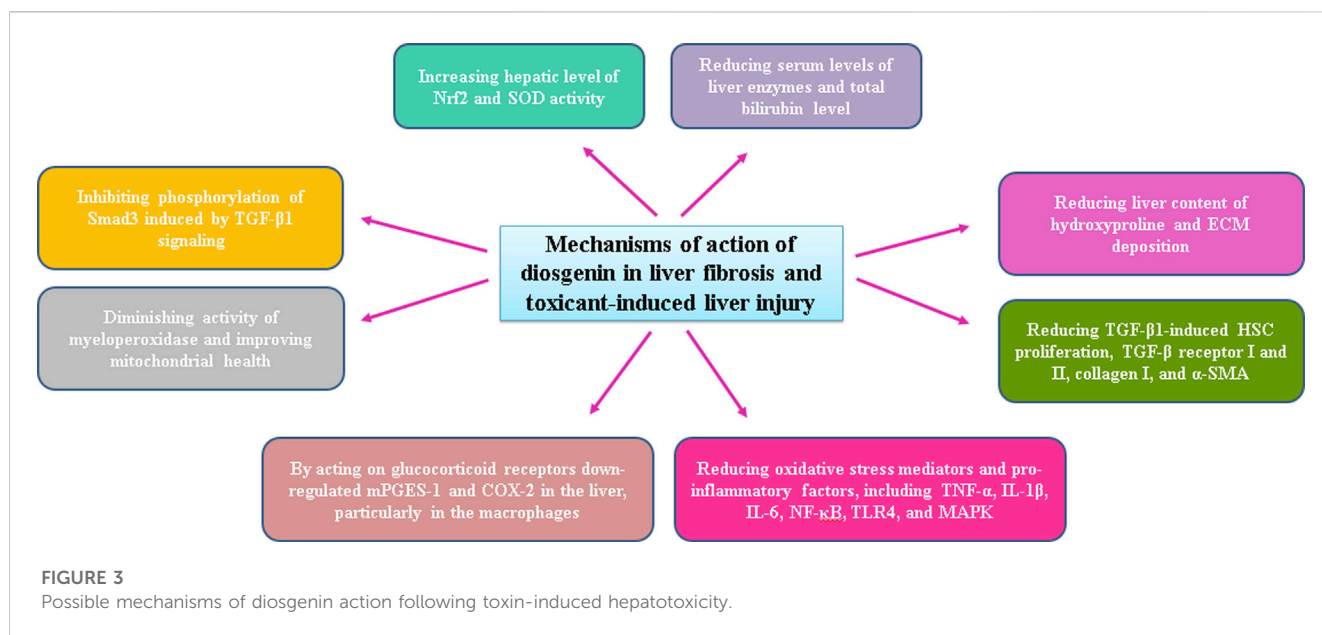 Increasing hepatic level of
Nrf2 and SOD activity
Reducing serum levels of
liver enzymes and total
bilirubin level
Inhibiting phosphorylation of
Smad3 induced by TGF-β1
signaling
Reducing liver content of
hydroxyproline and ECM
deposition
Mechanisms of action of
diosgenin in liver fibrosis and
toxicant-induced liver injury
Diminishing activity of
myeloperoxidase and improving
mitochondrial health
Reducing TGF-β1-induced HSC
proliferation, TGF-β receptor I and
II, collagen I, and α-SMA
By acting on glucocorticoid receptors down-
regulated mPGES-1 and COX-2 in the liver,
particularly in the macrophages
Reducing oxidative stress mediators and pro-
inflammatory factors, including TNF-α, IL-1β,
IL-6, NF-κB, TLR4, and MAPK
FIGURE 3
Possible mechanisms of diosgenin action following toxin-induced hepatotoxicity.